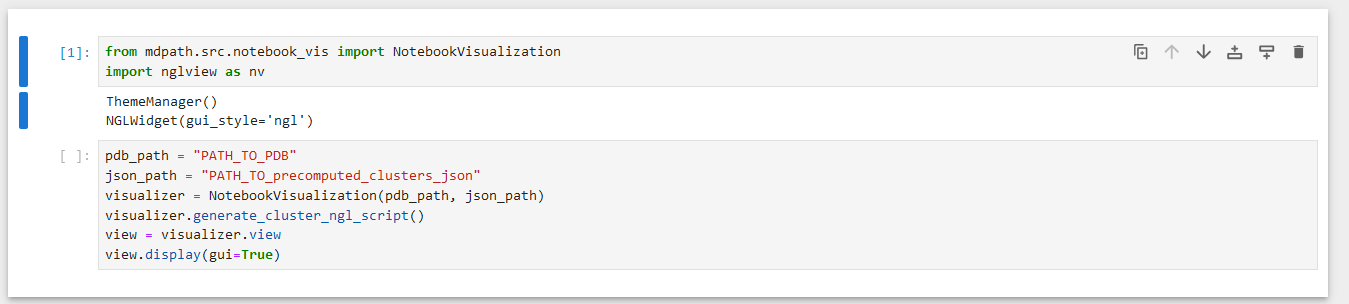 [1]: from mdpath.src.notebook_vis import NotebookVisualization
import nglview as nv
ThemeManager()
NGLWidget(gui_style='ngl')
[ ]: pdb_path = "PATH_TO_PDB"
json_path = "PATH_TO_precomputed_clusters_json"
visualizer = NotebookVisualization(pdb_path, json_path)
visualizer.generate_cluster_ngl_script()
view = visualizer.view
view.display(gui=True)